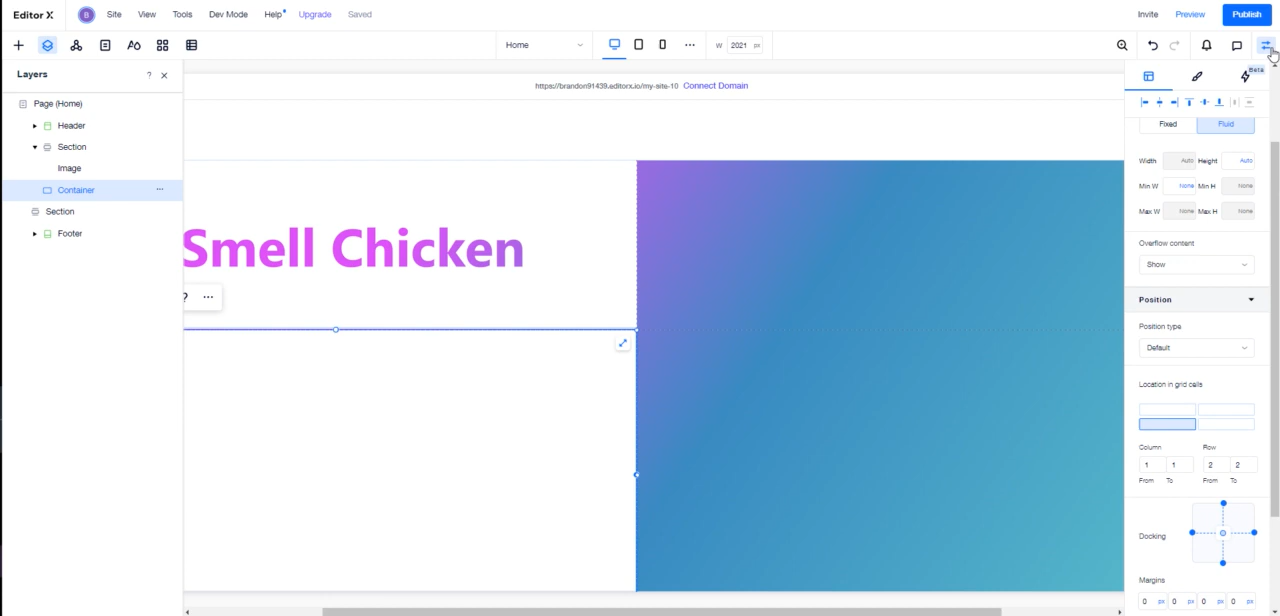 Editor X
B
Site
View
Tools
Dev Mode
Help
Upgrade
Saved
Invite
Preview
Publish
Home
W
2021
px
Layers
?
Page (Home)
Header
Section
Image
Container
Section
Footer
https://brandon91439.editorx.io/my-site-10 Connect Domain
Smell Chicken
?
Beta
Fixed
Fluid
Width
Auto
Height
Auto
Min W
None
Min H
None
Max W
None
Max H
None
Overflow content
Show
Position
Position type
Default
Location in grid cells
Column
Row
1
1
2
2
From
To
From
To
Docking
Margins
0 px 0 px 0 px 0 px